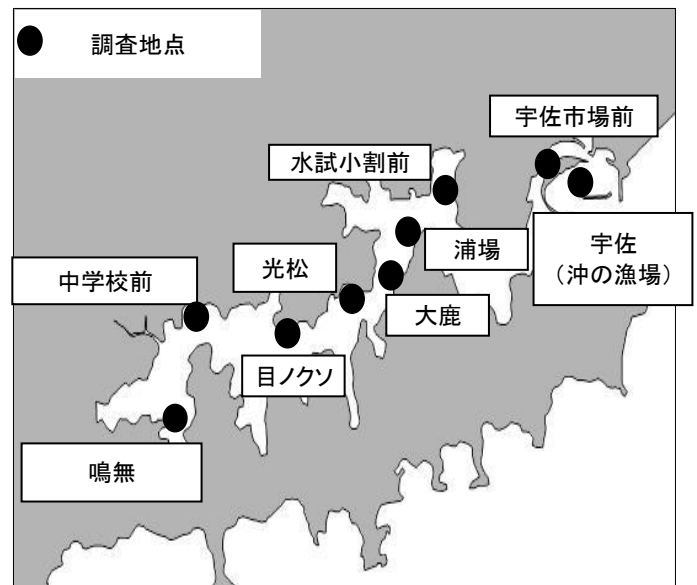 調査地点
宇佐市場前
水試小割前
浦場
宇佐
（沖の漁場）
光松
中学校前
大鹿
目ノクソ
鳴無